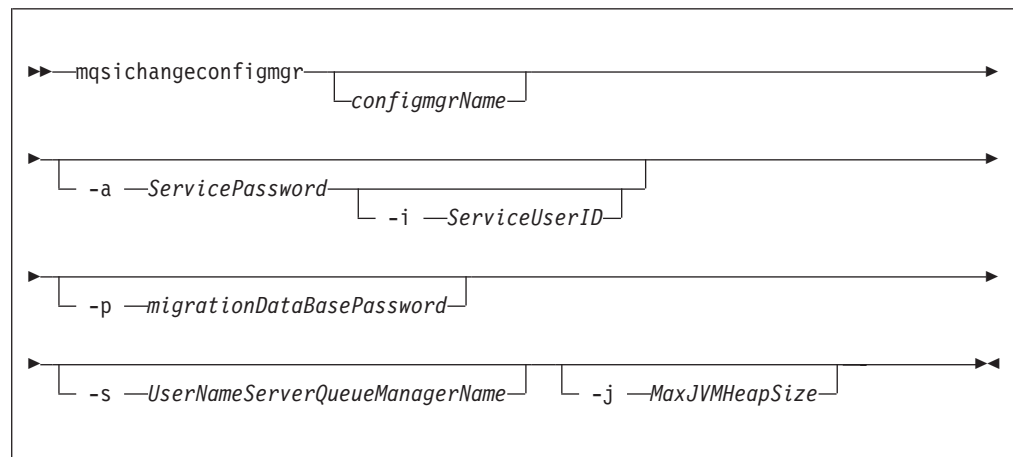 mqsichangeconfigmgr
configmgrName
-a ServicePassword
-i ServiceUserID
-p migrationDataBasePassword
-s UserNameServerQueueManagerName -j MaxJVMHeapSize